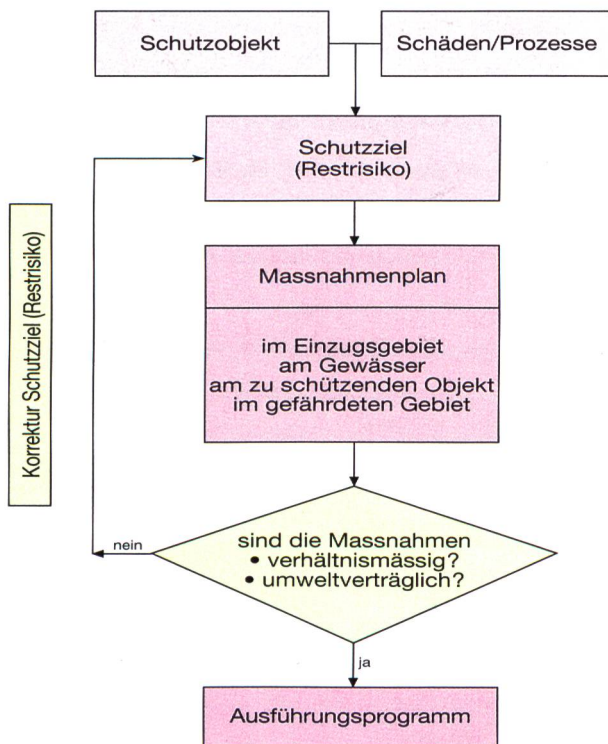 Schutzobjekt
Schäden/Prozesse
Schutzziel
(Restrisiko)
Korrektur Schutzziel (Restrisiko)
Massnahmenplan
im Einzugsgebiet
am Gewässer
am zu schützenden Objekt
im gefährdeten Gebiet
sind die Massnahmen
• verhältnismässig?
• umweltverträglich?
nein
ja
Ausführungsprogramm